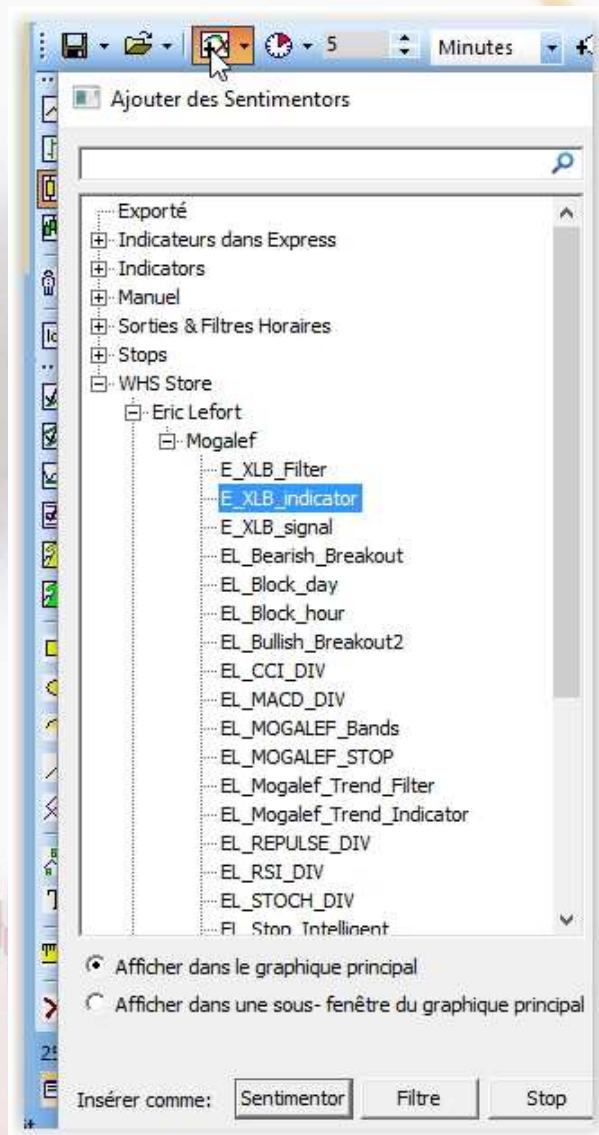 5 Minutes
Ajouter des Sentimentors
Exporté
Indicateurs dans Express
Indicators
Manuel
Sorties & Filtres Horaires
Stops
WHS Store
Eric Lefort
Mogalef
E_XLB_Filter
E_XLB_indicator
E_XLB_signal
EL_Bearish_Breakout
EL_Block_day
EL_Block_hour
EL_Bullish_Breakout2
EL_CCI_DIV
EL_MACD_DIV
EL_MOGALEF_Bands
EL_MOGALEF_STOP
EL_Mogalef_Trend_Filter
EL_Mogalef_Trend_Indicator
EL_REPULSE_DIV
EL_RSI_DIV
EL_STOCH_DIV
EL_Stop_Intelligent
Afficher dans le graphique principal
Afficher dans une sous- fenêtre du graphique principal
Insérer comme: Sentimentor Filtre Stop